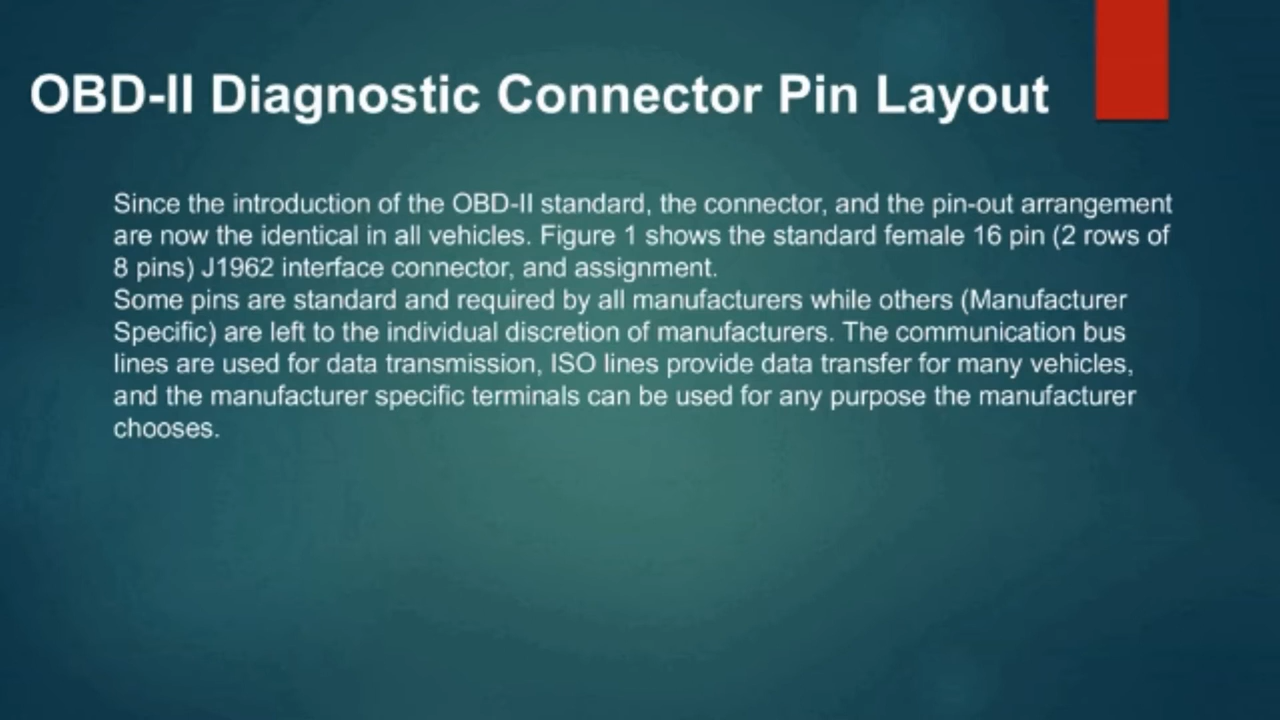 OBD-II Diagnostic Connector Pin Layout
Since the introduction of the OBD-II standard, the connector, and the pin-out arrangement
are now the identical in all vehicles. Figure 1 shows the standard female 16 pin (2 rows of
8 pins) J1962 interface connector, and assignment.
Some pins are standard and required by all manufacturers while others (Manufacturer
Specific) are left to the individual discretion of manufacturers. The communication bus
lines are used for data transmission, ISO lines provide data transfer for many vehicles,
and the manufacturer specific terminals can be used for any purpose the manufacturer
chooses.